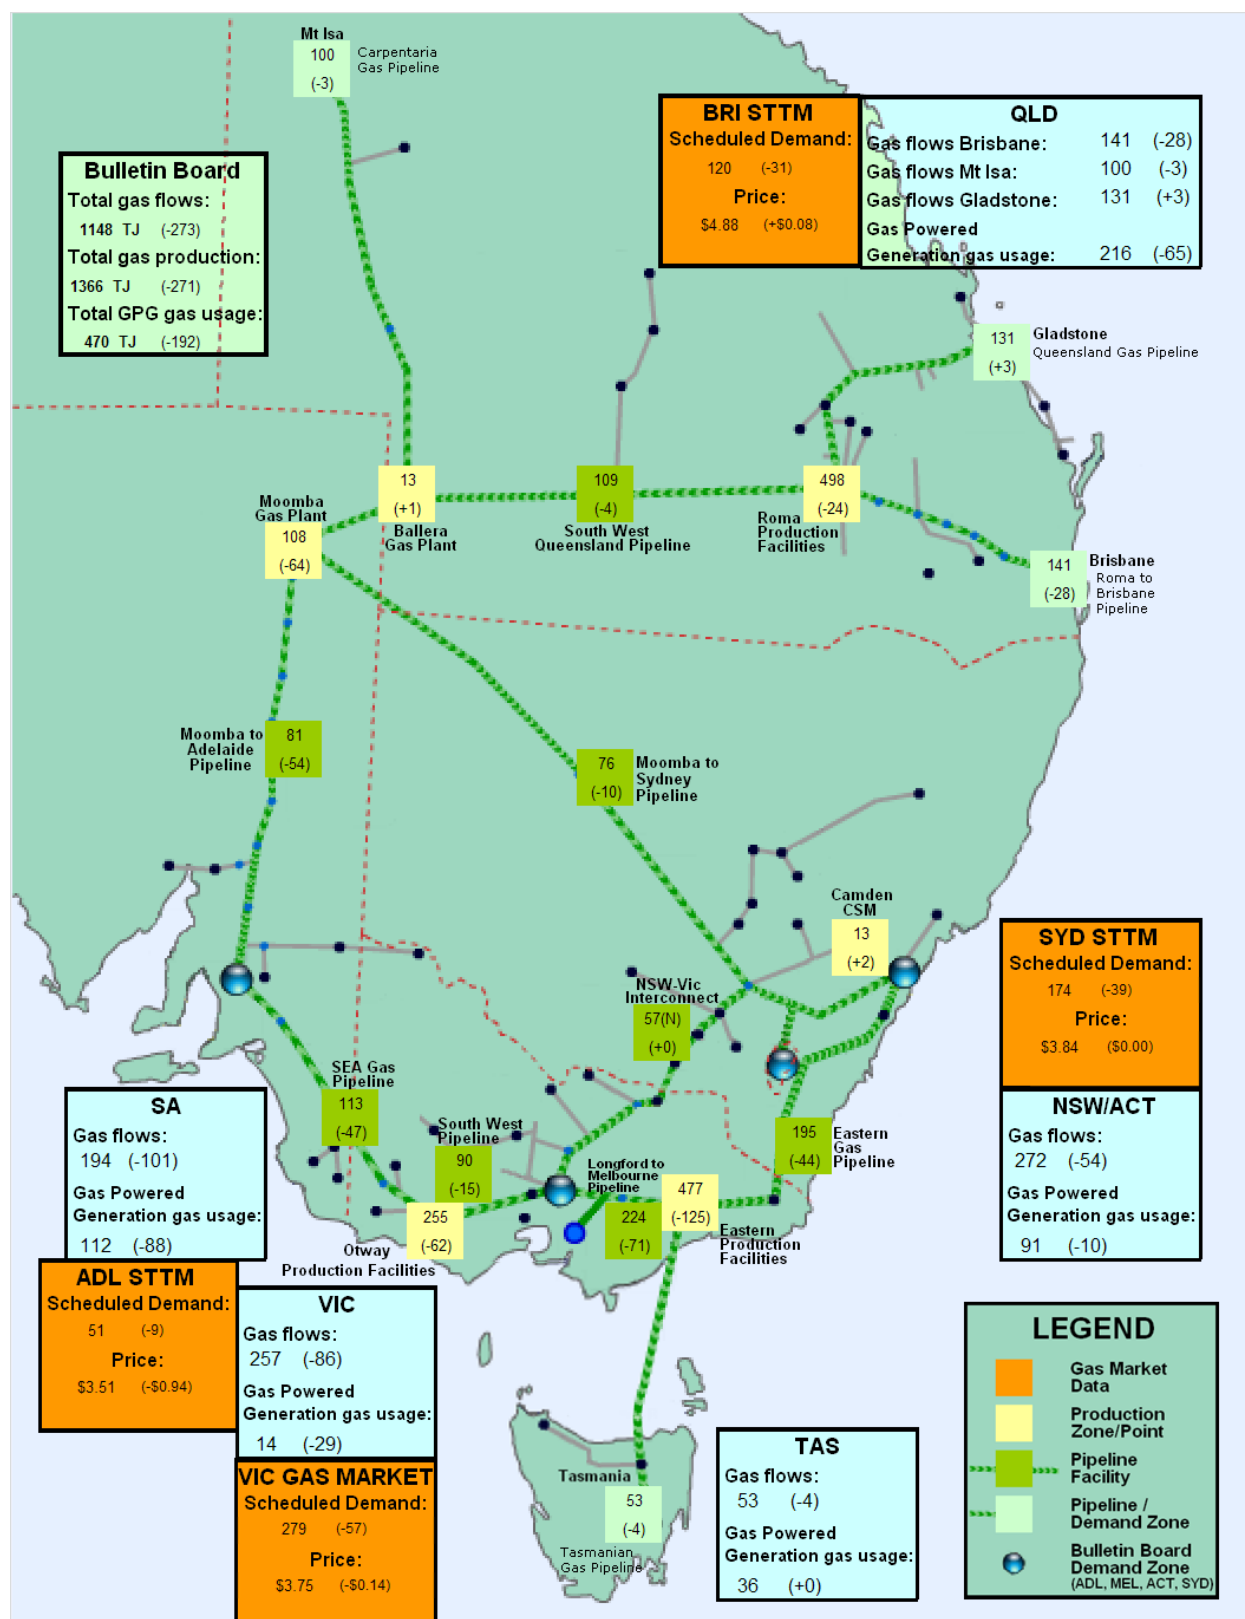 Mt Isa
100
(-3)
Carpentaria
Gas Pipeline
BRI STTM
Scheduled Demand:
120 (-31)
Price:
$4.88 (+$0.08)
QLD
Gas flows Brisbane: 141 (-28)
Gas flows Mt Isa: 100 (-3)
Gas flows Gladstone: 131 (+3)
Gas Powered
Generation gas usage: 216 (-65)
Bulletin Board
Total gas flows:
1148 TJ (-273)
Total gas production:
1366 TJ (-271)
Total GPG gas usage:
470 TJ (-192)
131
(+3)
Gladstone
Queensland Gas Pipeline
13
(+1)
Ballera
Gas Plant
109
(-4)
South West
Queensland Pipeline
498
(-24)
Roma
Production
Facilities
Moomba
Gas Plant
108
(-64)
141
(-28)
Brisbane
Roma to
Brisbane
Pipeline
Moomba to
Adelaide
Pipeline
81
(-54)
76
(-10)
Moomba to
Sydney
Pipeline
Camden
CSM
13
(+2)
NSW-Vic
Interconnect
57(N)
(+0)
SYD STTM
Scheduled Demand:
174 (-39)
Price:
$3.84 ($0.00)
SEA Gas
Pipeline
113
(-47)
South West
Pipeline
90
(-15)
Longford to
Melbourne
Pipeline
224
(-71)
477
(-125)
Eastern
Production
Facilities
195
(-44)
Eastern
Gas
Pipeline
NSW/ACT
Gas flows:
272 (-54)
Gas Powered
Generation gas usage:
91 (-10)
SA
Gas flows:
194 (-101)
Gas Powered
Generation gas usage:
112 (-88)
255
(-62)
Otway
Production Facilities
ADL STTM
Scheduled Demand:
51 (-9)
Price:
$3.51 (-$0.94)
VIC
Gas flows:
257 (-86)
Gas Powered
Generation gas usage:
14 (-29)
VIC GAS MARKET
Scheduled Demand:
279 (-57)
Price:
$3.75 (-$0.14)
Tasmania
53
(-4)
Tasmanian
Gas Pipeline
TAS
Gas flows:
53 (-4)
Gas Powered
Generation gas usage:
36 (+0)
LEGEND
Gas Market
Data
Production
Zone/Point
Pipeline
Facility
Pipeline /
Demand Zone
Bulletin Board
Demand Zone
(ADL, MEL, ACT, SYD)